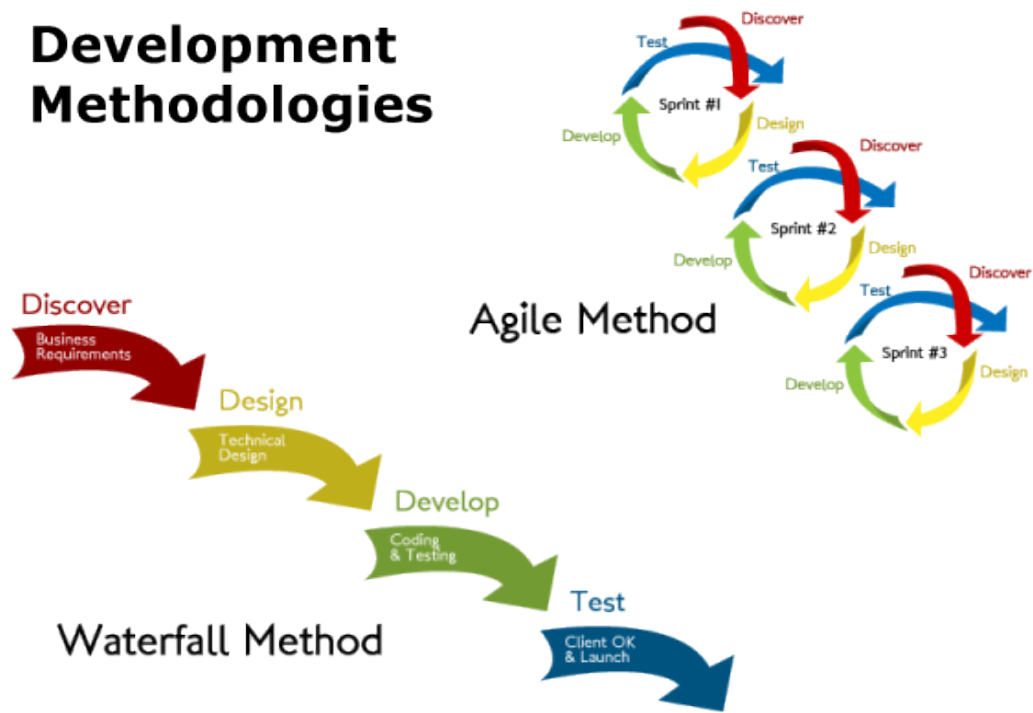 Development
Methodologies
Discover
Test
Sprint #1
Design
Develop
Discover
Test
Sprint #2
Design
Develop
Discover
Test
Sprint #3
Design
Develop
Agile Method
Discover
Business
Requirements
Design
Technical
Design
Develop
Coding
& Testing
Test
Client OK
& Launch
Waterfall Method